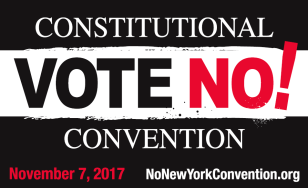 CONSTITUTIONAL
VOTE NO!
CONVENTION
November 7, 2017 NoNewYorkConvention.org